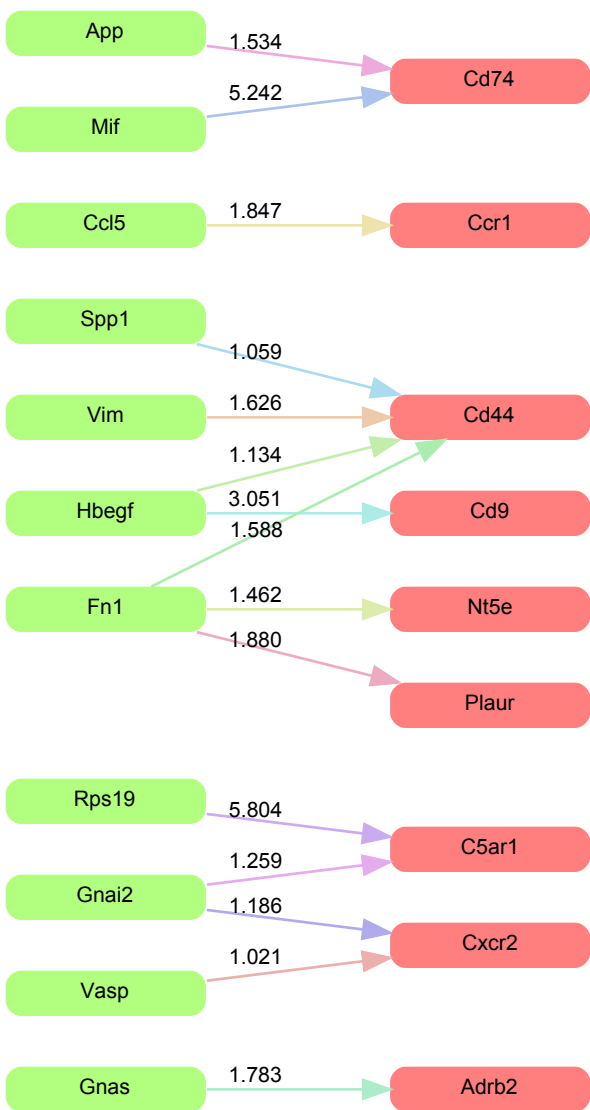 App
1.534
Cd74
5.242
Mif
Ccl5
1.847
Ccr1
Spp1
1.059
Vim
1.626
Cd44
1.134
Hbegf
3.051
Cd9
1.588
Fn1
1.462
Nt5e
1.880
Plaur
Rps19
5.804
C5ar1
1.259
Gnai2
1.186
Cxcr2
1.021
Vasp
Gnas
1.783
Adrb2